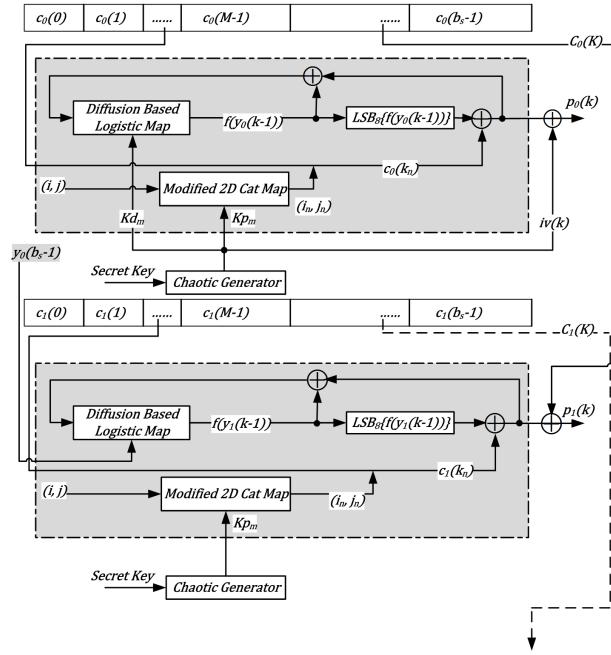 c0(0) c0(1) ...... c0(M-1) ...... c0(bs-1)
C0(K)
p0(k)
Diffusion Based
Logistic Map
f(y0(k-1))
LSB8{f(y0(k-1))}
c0(kn)
(i, j)
Modified 2D Cat Map
(in, jn)
Kdm
Kpm
iv(k)
y0(bs-1)
Secret Key
Chaotic Generator
c1(0) c1(1) ...... c1(M-1) ...... c1(bs-1)
C1(K)
p1(k)
Diffusion Based
Logistic Map
f(y1(k-1))
LSB8{f(y1(k-1))}
c1(kn)
(i, j)
Modified 2D Cat Map
(in, jn)
Kpm
Secret Key
Chaotic Generator